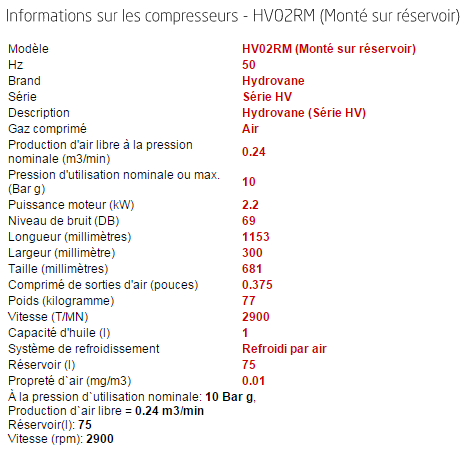 Informations sur les compresseurs - HV02RM (Monté sur réservoir)
Modèle HV02RM (Monté sur réservoir)
Hz 50
Brand Hydrovane
Série Série HV
Description Hydrovane (Série HV)
Gaz comprimé Air
Production d'air libre à la pression
nominale (m3/min) 0.24
Pression d'utilisation nominale ou max.
(Bar g) 10
Puissance moteur (kW) 2.2
Niveau de bruit (DB) 69
Longueur (millimètres) 1153
Largeur (millimètre) 300
Taille (millimètres) 681
Comprimé de sorties d'air (pouces) 0.375
Poids (kilogramme) 77
Vitesse (T/MN) 2900
Capacité d'huile (l) 1
Système de refroidissement Refroidi par air
Réservoir (l) 75
Propreté d`air (mg/m3) 0.01
À la pression d`utilisation nominale: 10 Bar g,
Production d`air libre = 0.24 m3/min
Réservoir(l): 75
Vitesse (rpm): 2900